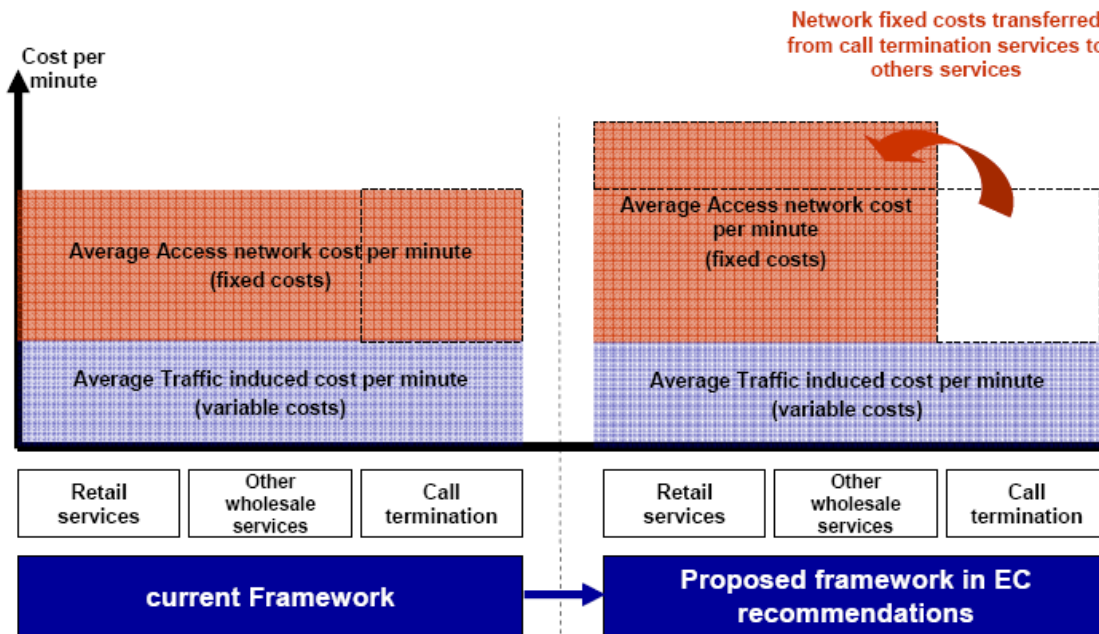 Network fixed costs transferred
from call termination services to
others services
Cost per
minute
Average Access network cost per minute
(fixed costs)
Average Traffic induced cost per minute
(variable costs)
Average Access network cost
per minute
(fixed costs)
Average Traffic induced cost per minute
(variable costs)
Retail
services
Other
wholesale
services
Call
termination
Retail
services
Other
wholesale
services
Call
termination
current Framework
Proposed framework in EC
recommendations